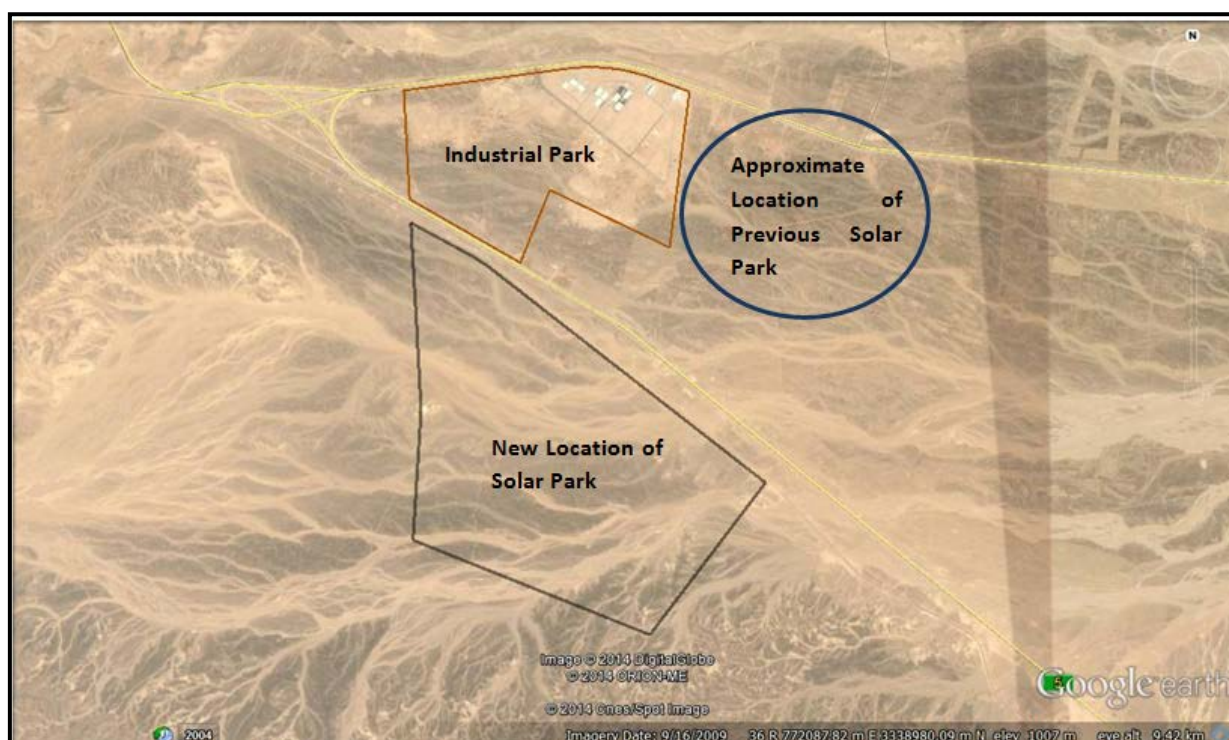 N
Industrial Park
Approximate
Location of
Previous Solar
Park
New Location of
Solar Park
Image © 2014 DigitalGlobe
© 2014 ORION-ME
© 2014 Cnes/Spot Image
5
Google earth
2004
Imagery Date: 9/16/2009 36 R 772087.82 m E 3338980.09 m N elev 1007 m eye alt 9.42 km